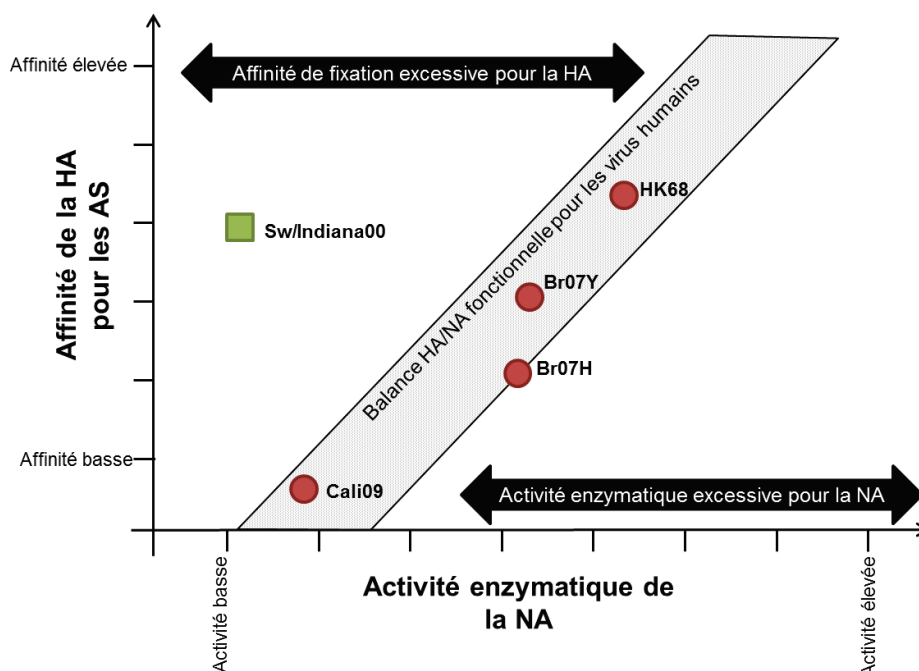 Affinité élevée
Affinité de fixation excessive pour la HA
Affinité de la HA
pour les AS
Balance HA/NA fonctionnelle pour les virus humains
HK68
Sw/Indiana00
Br07Y
Br07H
Affinité basse
Cali09
Activité enzymatique excessive pour la NA
Activité basse
Activité enzymatique de
la NA
Activité élevée